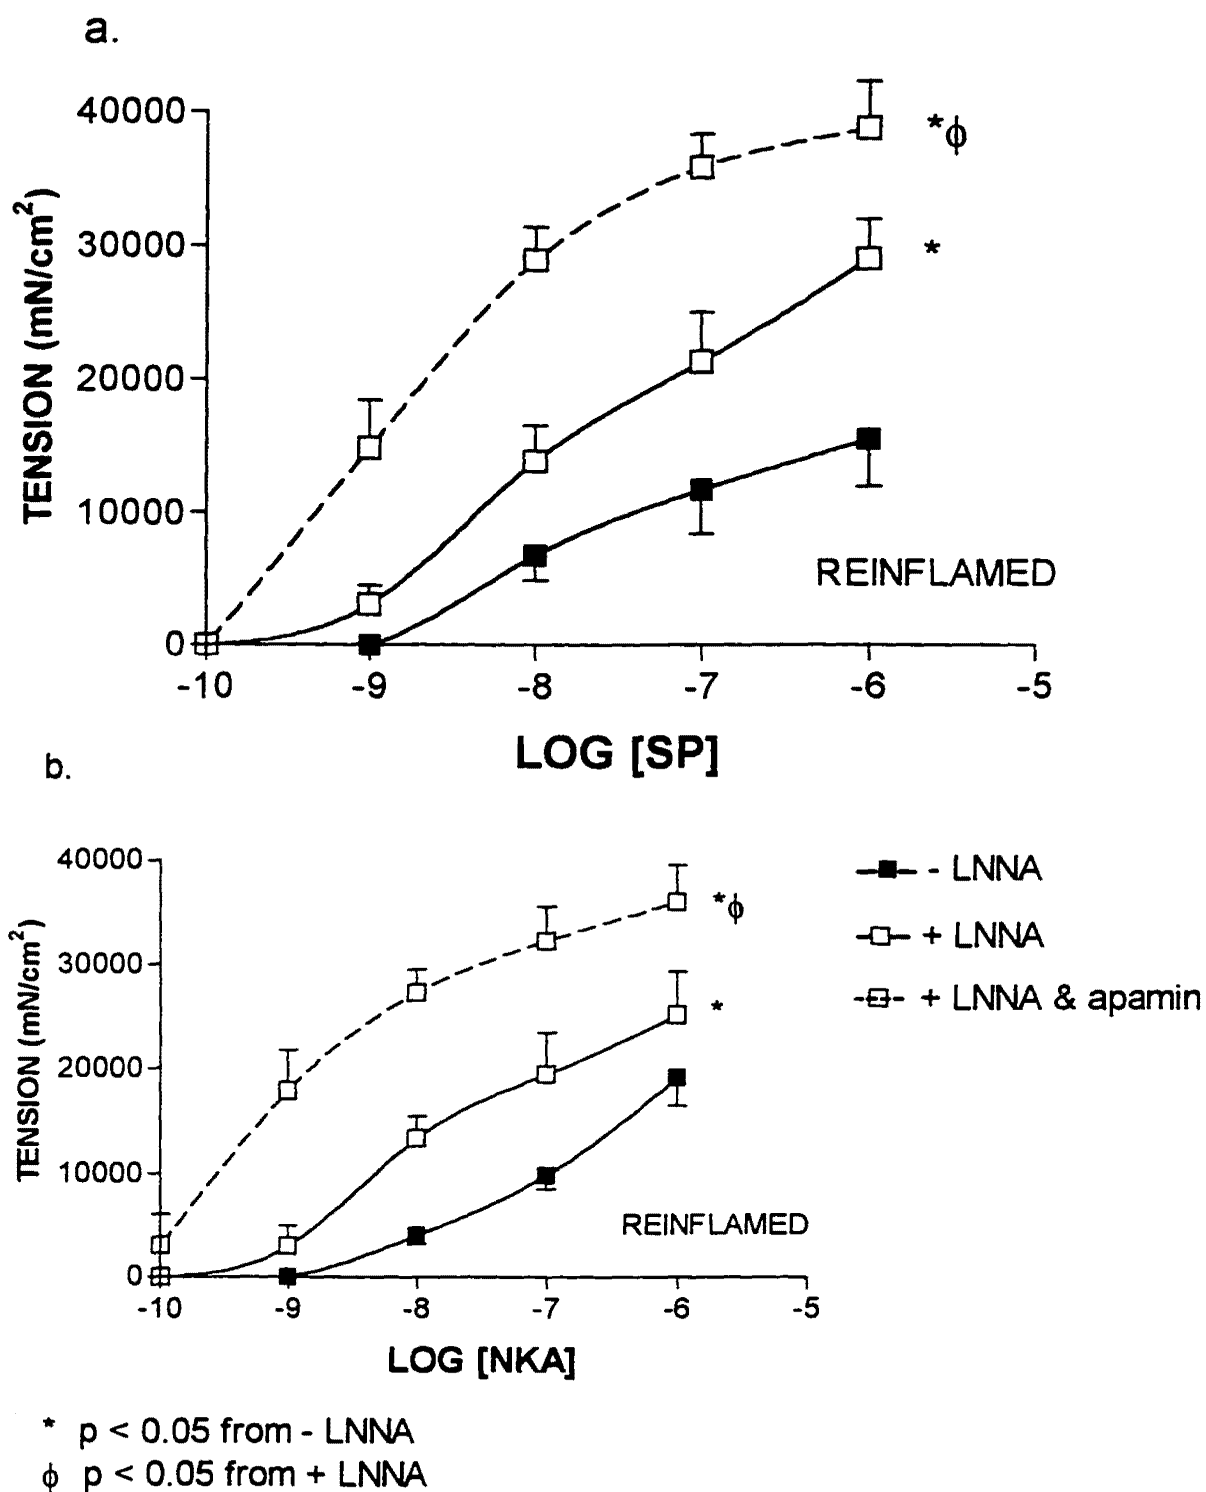 a.
40000
30000
20000
10000
0
TENSION (mN/cm²)
*ϕ
*
REINFLAMED
-10 -9 -8 -7 -6 -5
LOG [SP]
b.
40000
30000
20000
10000
0
TENSION (mN/cm²)
*ϕ
*
REINFLAMED
-10 -9 -8 -7 -6 -5
LOG [NKA]
- LNNA
+ LNNA
+ LNNA & apamin
* p < 0.05 from - LNNA
ϕ p < 0.05 from + LNNA